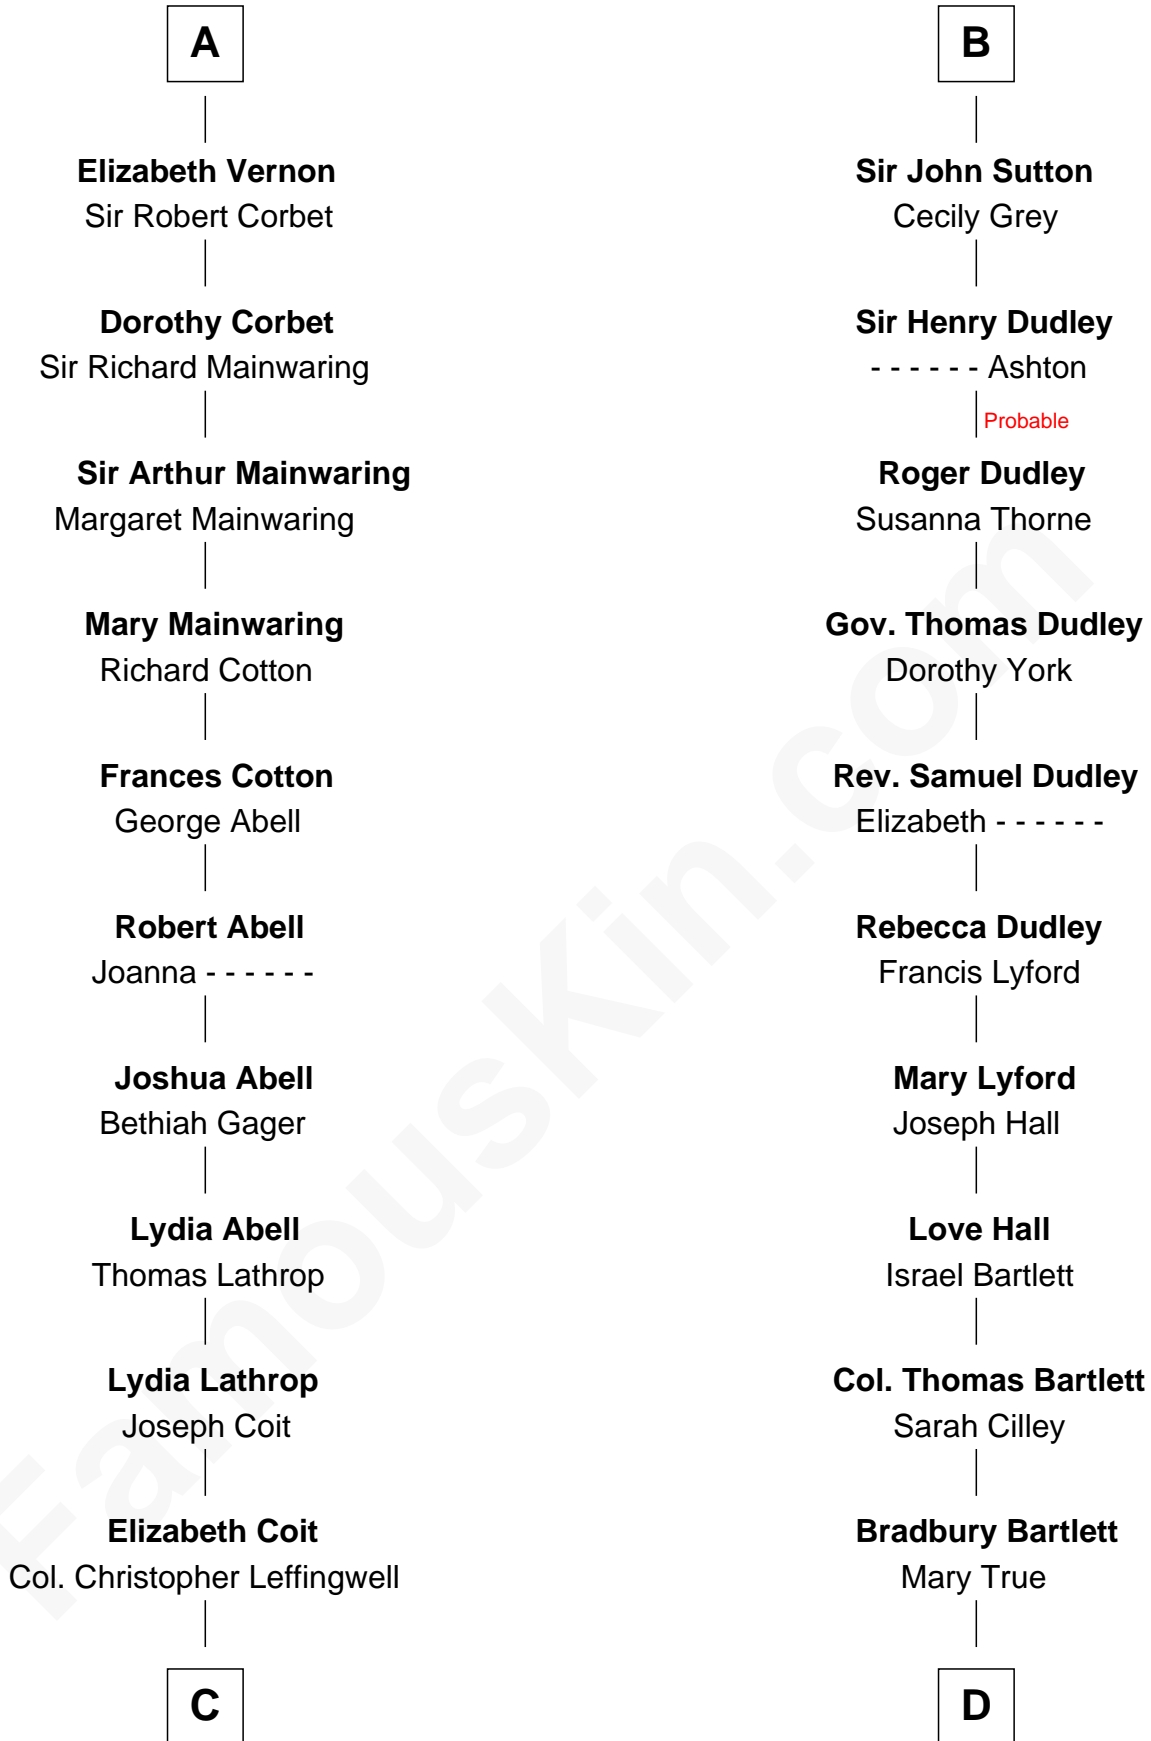 A
Elizabeth Vernon
Sir Robert Corbet
Dorothy Corbet
Sir Richard Mainwaring
Sir Arthur Mainwaring
Margaret Mainwaring
Mary Mainwaring
Richard Cotton
Frances Cotton
George Abell
Robert Abell
Joanna - - - - - -
Joshua Abell
Bethiah Gager
Lydia Abell
Thomas Lathrop
Lydia Lathrop
Joseph Coit
Elizabeth Coit
Col. Christopher Leffingwell
C
B
Sir John Sutton
Cecily Grey
Sir Henry Dudley
- - - - - - Ashton
Probable
Roger Dudley
Susanna Thorne
Gov. Thomas Dudley
Dorothy York
Rev. Samuel Dudley
Elizabeth - - - - - -
Rebecca Dudley
Francis Lyford
Mary Lyford
Joseph Hall
Love Hall
Israel Bartlett
Col. Thomas Bartlett
Sarah Cilley
Bradbury Bartlett
Mary True
D
FamousKin.com